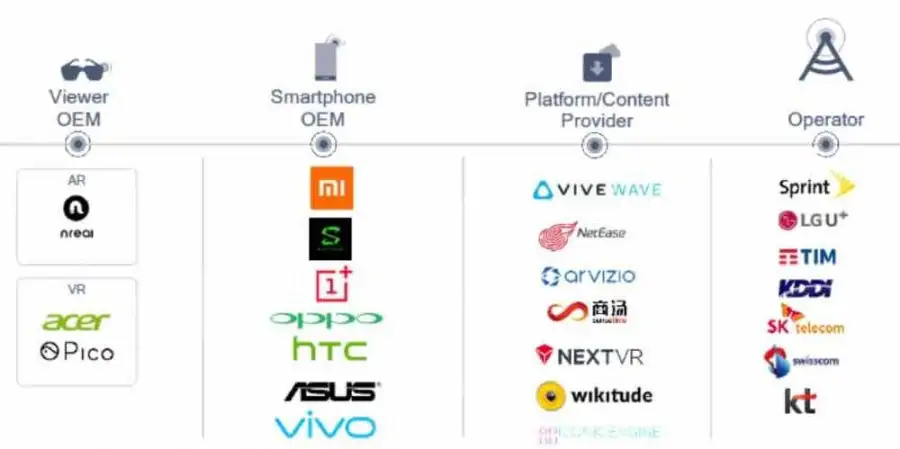 Viewer
OEM
Smartphone
OEM
Platform/Content
Provider
Operator
AR
nreal
VR
acer
Pico
mi
S
1+
oppo
hTC
ASUS
vivo
VIVE WAVE
NetEase
arvizio
商汤
sensetime
NEXTVR
wikitude
Sprint
LG U+
TIM
KDDI
SK telecom
swisscom
kt